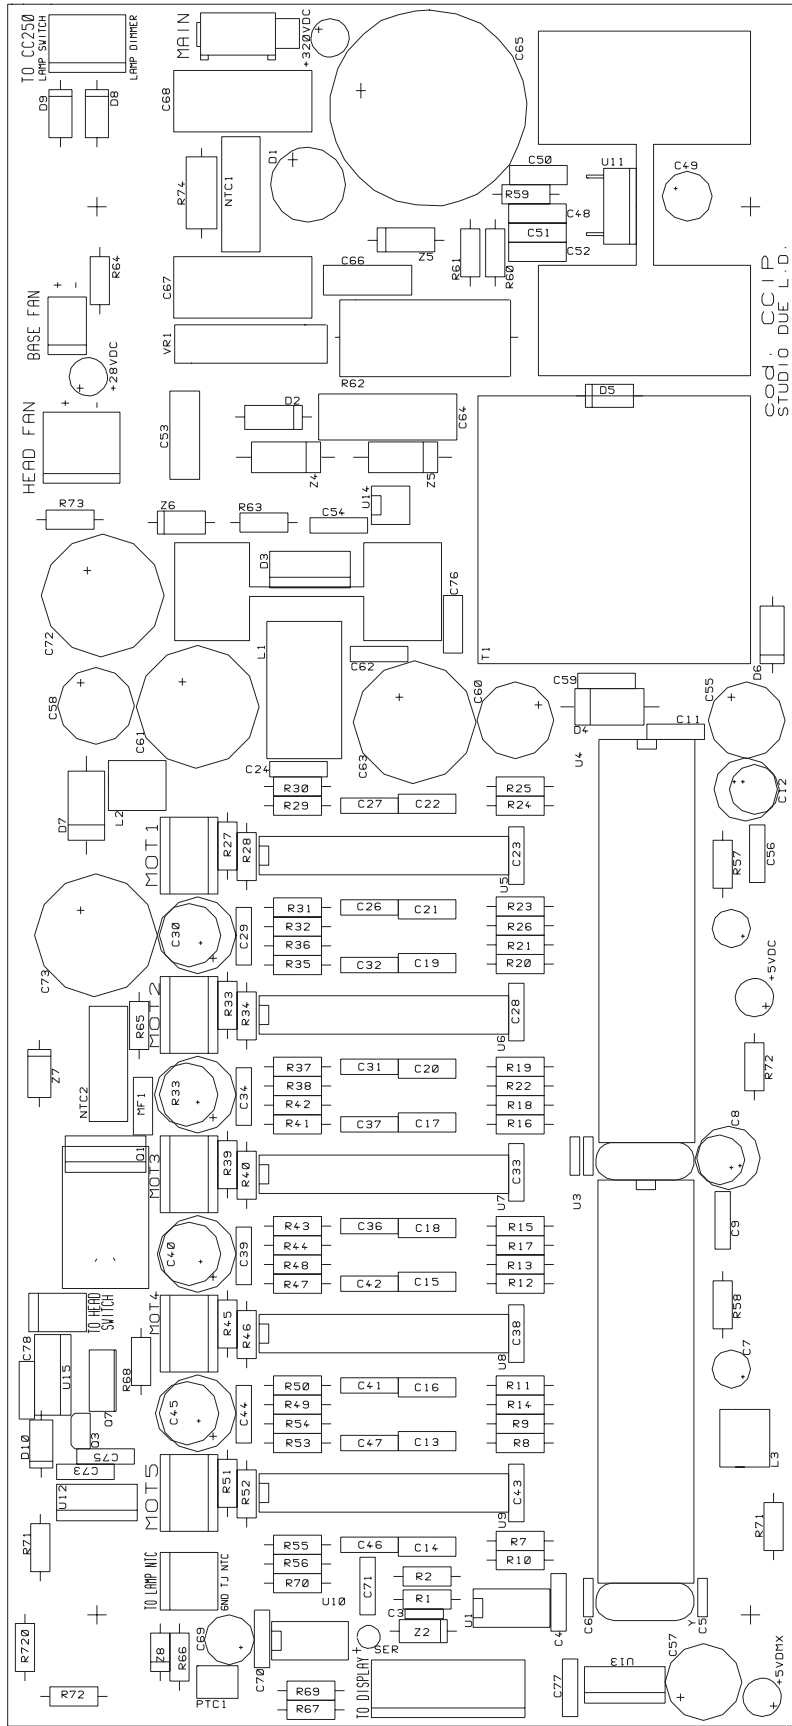 TO CC250
LAMP SWITCH
LAMP DIMMER
MAIN
+320VDC
C65
C68
D9
D8
D1
R74
NTC1
C50
U11
C49
R59
C48
C51
C52
Z5
R61
R60
R64
C66
C67
BASE FAN
+ -
VR1
R62
+28VDC
cod. CCIP
STUDIO DUE L.D.
HEAD FAN
+ -
C53
D2
C64
D5
Z4
Z5
U14
R73
Z6
R63
C54
D3
C76
C72
L1
C62
T1
D6
C58
C61
C63
C60
C59
D4
C55
C11
U4
C24
L2
D7
R30
R29
C27
C22
R25
R24
C12
MOT1
R27
R28
C23
U5
R57
C56
R31
C26
C21
R23
R32
R26
C30
C29
R36
R21
R35
C32
C19
R20
C73
+5VDC
MOT2
R65
R33
R34
C28
U6
Z7
NTC2
MF1
R37
C31
C20
R19
R72
R33
C34
R38
R22
R42
R18
R41
C37
C17
R16
C8
Q1
MOT3
R39
R40
C33
U7
U3
R43
C36
C18
R15
C9
C40
C39
R44
R17
R48
R13
R47
C42
C15
R12
TO HEAD
SWITCH
MOT4
R45
R46
C38
U8
R58
C78
U15
Q7
R68
R50
C41
C16
R11
C7
C45
C44
R49
R14
R54
R9
R53
C47
C13
R8
D10
Q3
C75
C73
L3
U12
MOT5
R51
R52
C43
U9
R71
R71
R55
C46
C14
R7
TO LAMP NTC
GND TJ NTC
R56
R10
R70
C71
R2
R1
U10
C3
U1
C4
C6
C5
Y
R720
Z8
R66
C69
C70
SER
Z2
C57
PTC1
TO DISPLAY
C77
U13
+5VDMX
R72
R69
R67